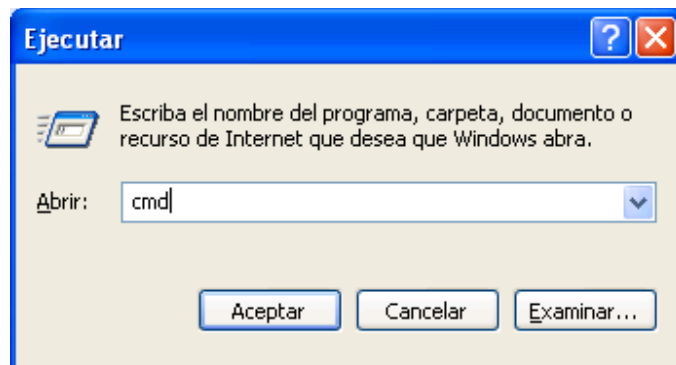 Ejecutar
Escriba el nombre del programa, carpeta, documento o
recurso de Internet que desea que Windows abra.
Abrir: cmd
Aceptar Cancelar Examinar...